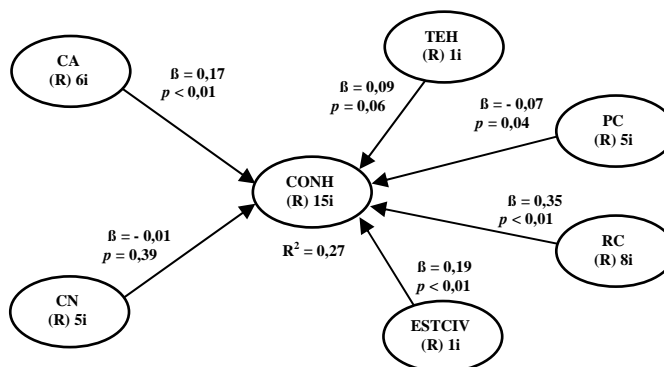 CA
(R) 6i
ß = 0,17
p < 0,01
TEH
(R) 1i
ß = 0,09
p = 0,06
PC
(R) 5i
ß = - 0,07
p = 0,04
CONH
(R) 15i
R² = 0,27
ß = 0,35
p < 0,01
RC
(R) 8i
ß = - 0,01
p = 0,39
CN
(R) 5i
ß = 0,19
p < 0,01
ESTCIV
(R) 1i